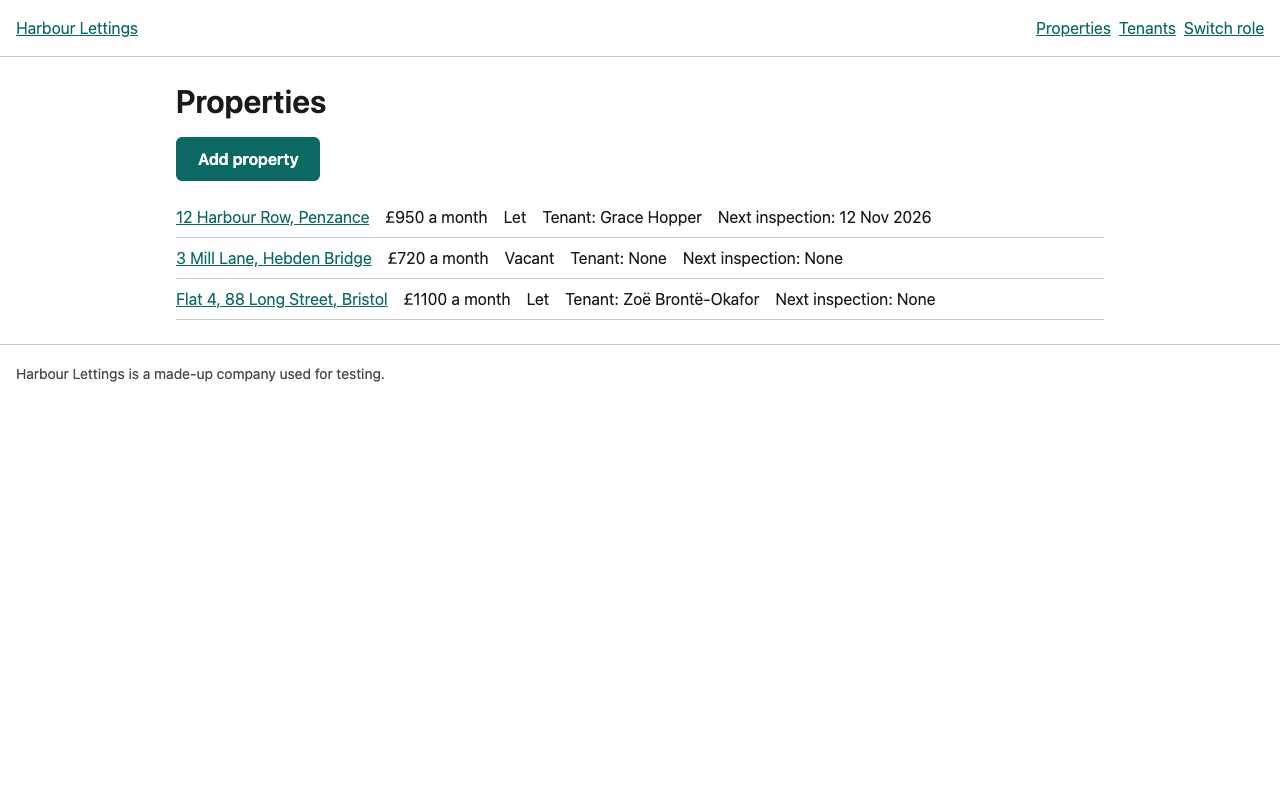 Harbour Lettings
Properties Tenants Switch role
Properties
Add property
12 Harbour Row, Penzance £950 a month Let Tenant: Grace Hopper Next inspection: 12 Nov 2026
3 Mill Lane, Hebden Bridge £720 a month Vacant Tenant: None Next inspection: None
Flat 4, 88 Long Street, Bristol £1100 a month Let Tenant: Zoë Brontë-Okafor Next inspection: None
Harbour Lettings is a made-up company used for testing.